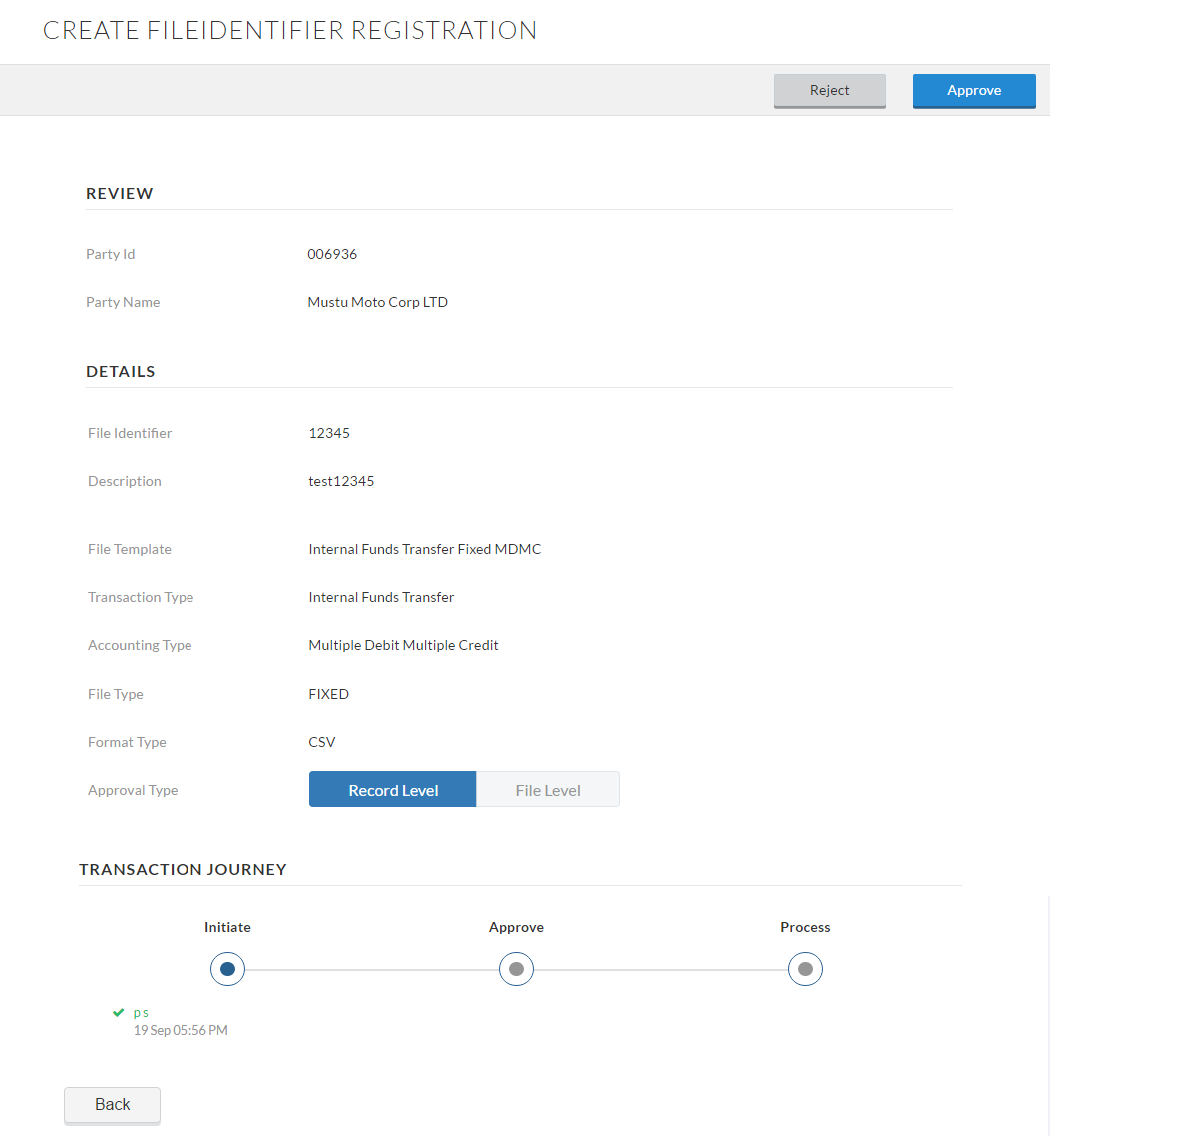 CREATE FILEIDENTIFIER REGISTRATION
Reject Approve
REVIEW
Party Id 006936
Party Name Mustu Moto Corp LTD
DETAILS
File Identifier 12345
Description test12345
File Template Internal Funds Transfer Fixed MDMC
Transaction Type Internal Funds Transfer
Accounting Type Multiple Debit Multiple Credit
File Type FIXED
Format Type CSV
Approval Type Record Level File Level
TRANSACTION JOURNEY
Initiate Approve Process
p s
19 Sep 05:56 PM
Back